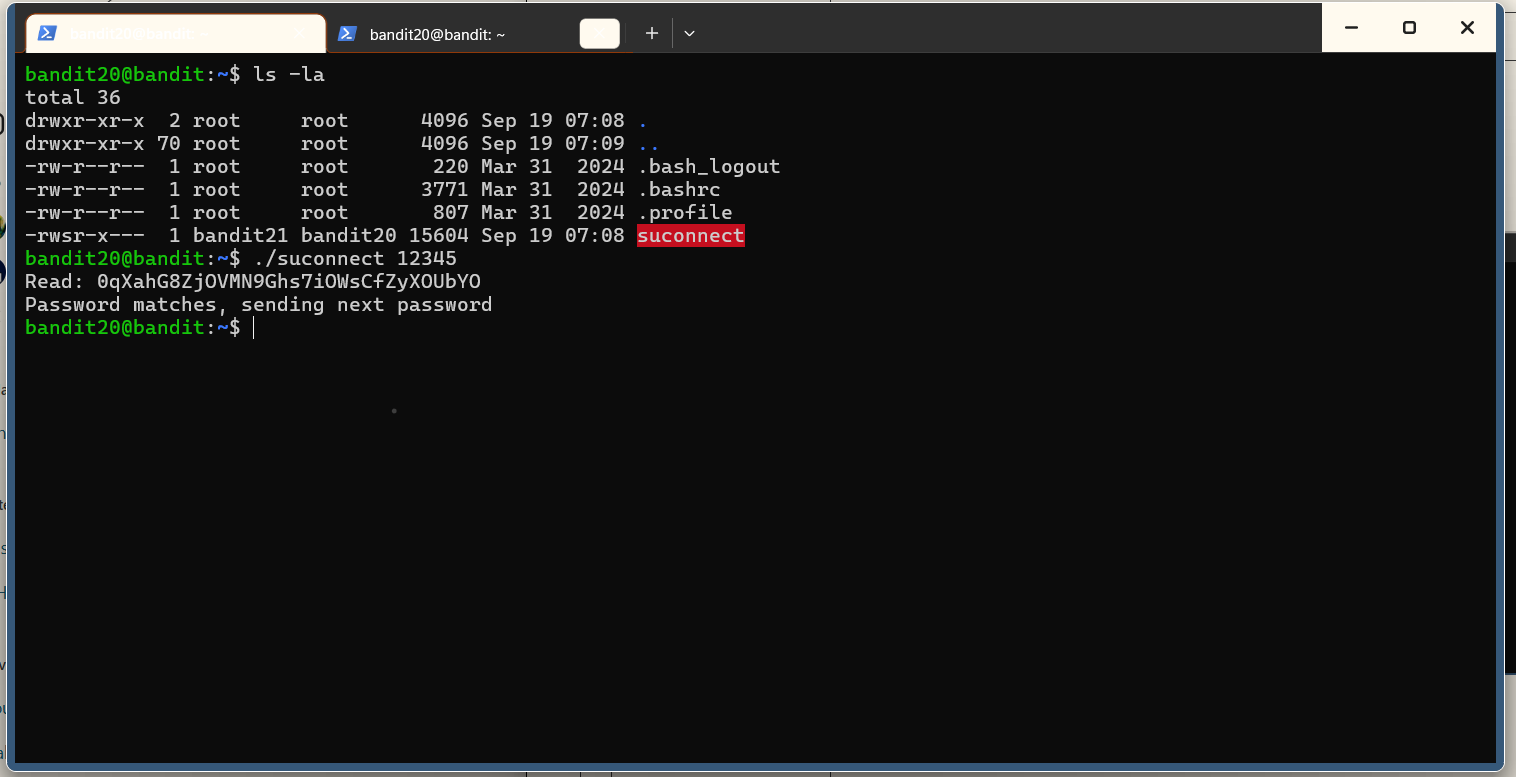 bandit20@bandit: ~
bandit20@bandit: ~
bandit20@bandit:~$ ls -la
total 36
drwxr-xr-x  2 root     root      4096 Sep 19 07:08 .
drwxr-xr-x 70 root     root      4096 Sep 19 07:09 ..
-rw-r--r--  1 root     root       220 Mar 31  2024 .bash_logout
-rw-r--r--  1 root     root      3771 Mar 31  2024 .bashrc
-rw-r--r--  1 root     root       807 Mar 31  2024 .profile
-rwsr-x---  1 bandit21 bandit20 15604 Sep 19 07:08 suconnect
bandit20@bandit:~$ ./suconnect 12345
Read: 0qXahG8ZjOVMN9Ghs7iOWsCfZyXOUbYO
Password matches, sending next password
bandit20@bandit:~$